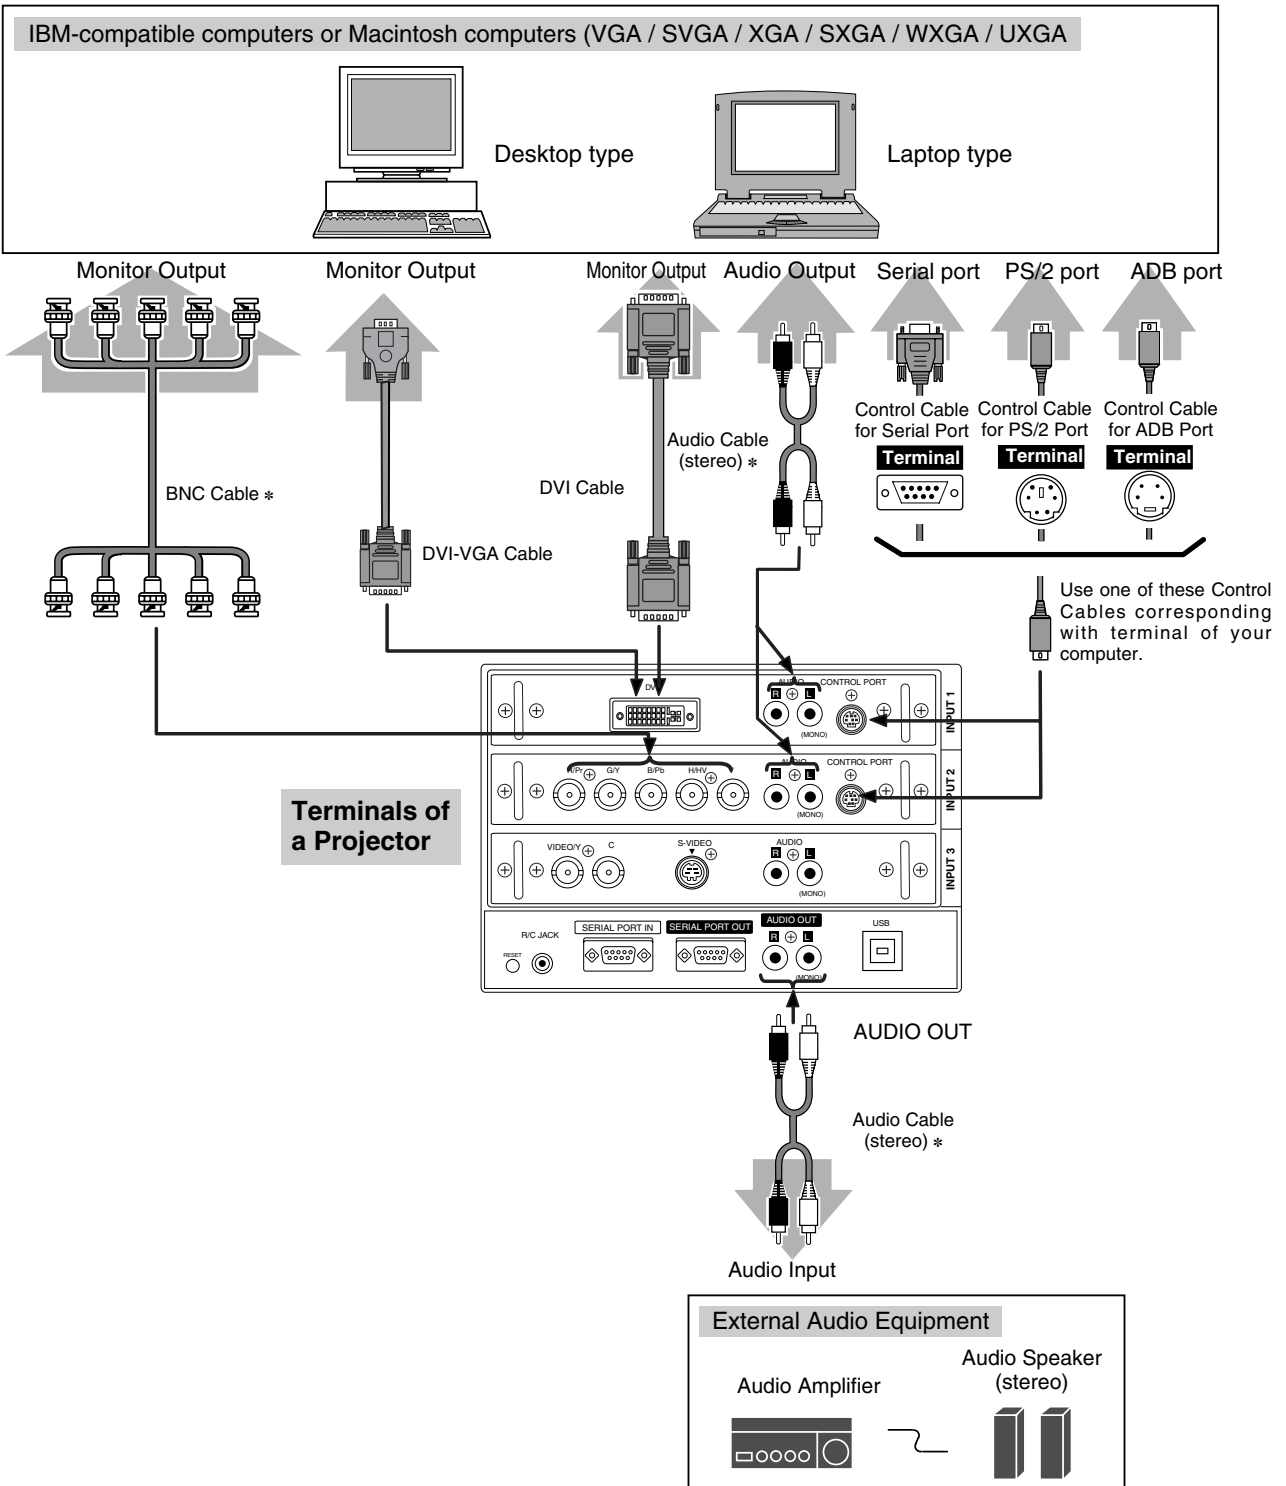 IBM-compatible computers or Macintosh computers (VGA / SVGA / XGA / SXGA / WXGA / UXGA
Desktop type
Laptop type
Monitor Output
Monitor Output
Monitor Output
Audio Output
Serial port
PS/2 port
ADB port
Control Cable
for Serial Port
Control Cable
for PS/2 Port
Control Cable
for ADB Port
Terminal
Terminal
Terminal
Audio Cable
(stereo) *
BNC Cable *
DVI Cable
DVI-VGA Cable
Use one of these Control
Cables corresponding
with terminal of your
computer.
AUDIO
CONTROL PORT
R
L
(MONO)
INPUT 1
G/Y
B/Pb
H/HV
AUDIO
CONTROL PORT
R
L
(MONO)
INPUT 2
Terminals of
a Projector
VIDEO/Y
C
S-VIDEO
AUDIO
R
L
(MONO)
INPUT 3
R/C JACK
RESET
SERIAL PORT IN
SERIAL PORT OUT
AUDIO OUT
R
L
(MONO)
USB
AUDIO OUT
Audio Cable
(stereo) *
Audio Input
External Audio Equipment
Audio Amplifier
Audio Speaker
(stereo)